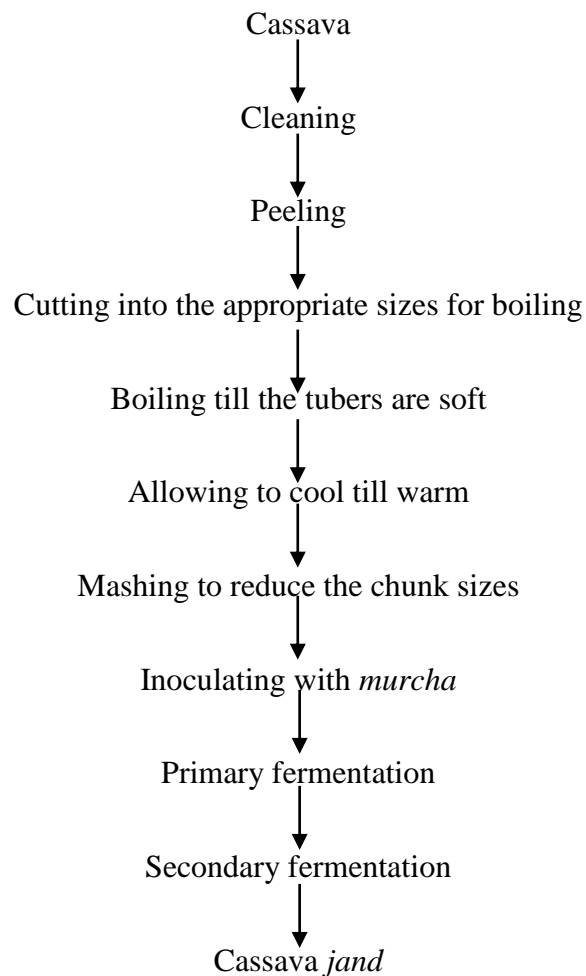 Cassava
Cleaning
Peeling
Cutting into the appropriate sizes for boiling
Boiling till the tubers are soft
Allowing to cool till warm
Mashing to reduce the chunk sizes
Inoculating with murcha
Primary fermentation
Secondary fermentation
Cassava jand